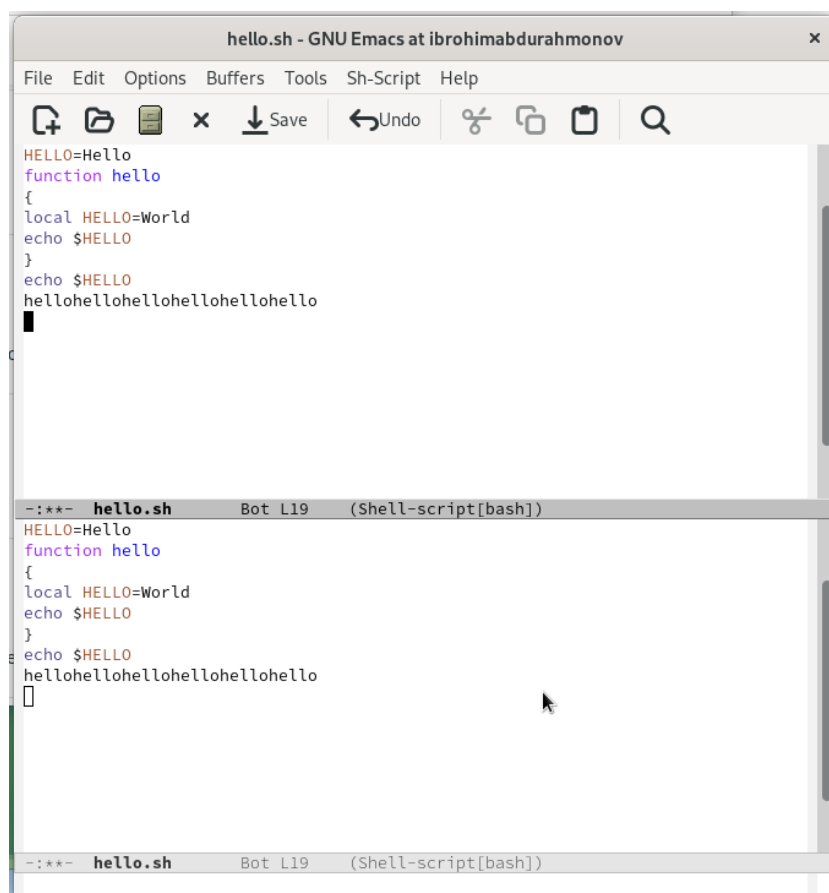 hello.sh - GNU Emacs at ibrohimabdurahmonov
File Edit Options Buffers Tools Sh-Script Help
Save Undo
HELLO=Hello
function hello
{
local HELLO=World
echo $HELLO
}
echo $HELLO
hellohellohellohellohellohello
-:**- hello.sh Bot L19 (Shell-script[bash])
HELLO=Hello
function hello
{
local HELLO=World
echo $HELLO
}
echo $HELLO
hellohellohellohellohellohello
-:**- hello.sh Bot L19 (Shell-script[bash])